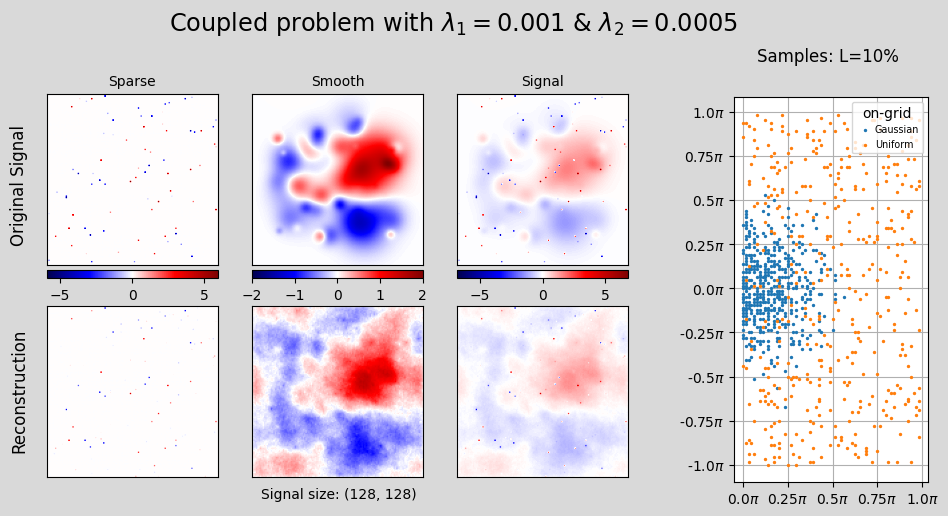 Coupled problem with λ₁ = 0.001 & λ₂ = 0.0005
Samples: L=10%
Sparse
Smooth
Signal
Original Signal
−5 0 5
−2 −1 0 1 2
−5 0 5
Reconstruction
Signal size: (128, 128)
on-grid
Gaussian
Uniform
1.0π
0.75π
0.5π
0.25π
0.0π
-0.25π
-0.5π
-0.75π
-1.0π
0.0π 0.25π 0.5π 0.75π 1.0π